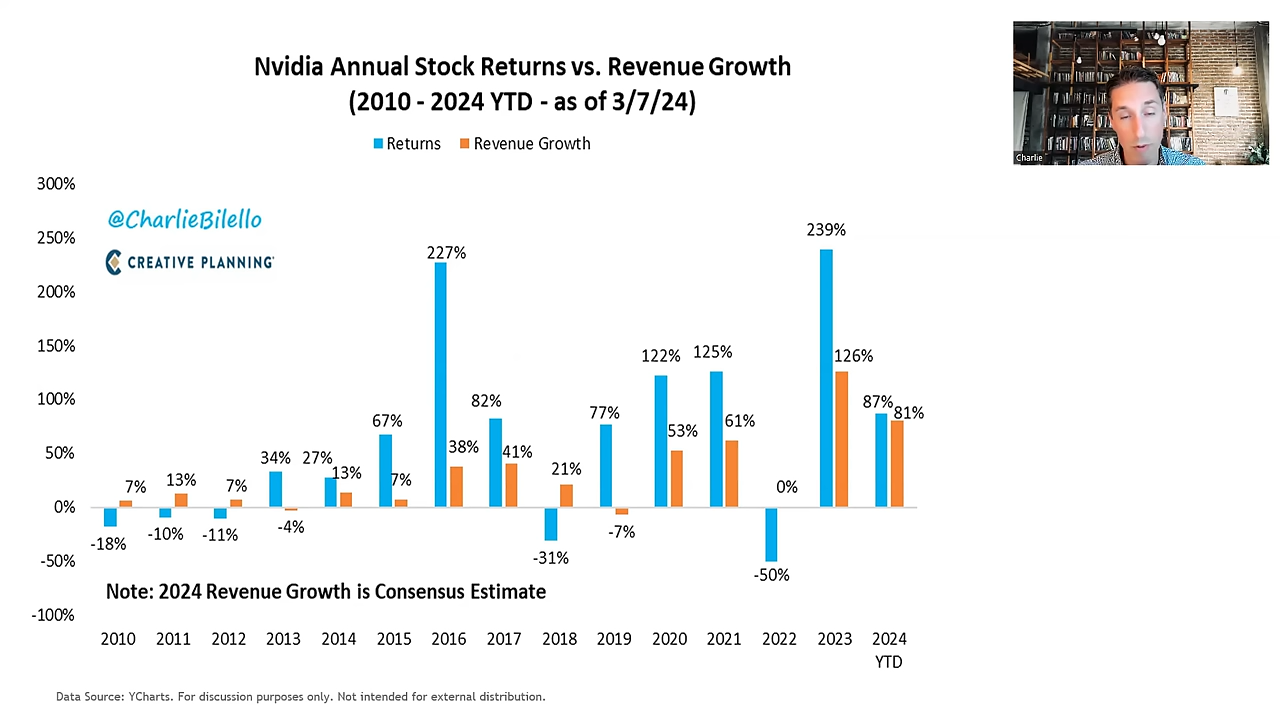 Nvidia Annual Stock Returns vs. Revenue Growth
(2010 - 2024 YTD - as of 3/7/24)
Returns Revenue Growth
Charlie
300%
@CharlieBilello
250%
CREATIVE PLANNING
200%
150%
100%
50%
0%
-50%
-100%
-18% 7%
-10% 13%
-11% 7%
34% -4%
27% 13%
67% 7%
227% 38%
82% 41%
-31% 21%
77% -7%
122% 53%
125% 61%
-50% 0%
239% 126%
87% 81%
Note: 2024 Revenue Growth is Consensus Estimate
2010 2011 2012 2013 2014 2015 2016 2017 2018 2019 2020 2021 2022 2023 2024
YTD
Data Source: YCharts. For discussion purposes only. Not intended for external distribution.